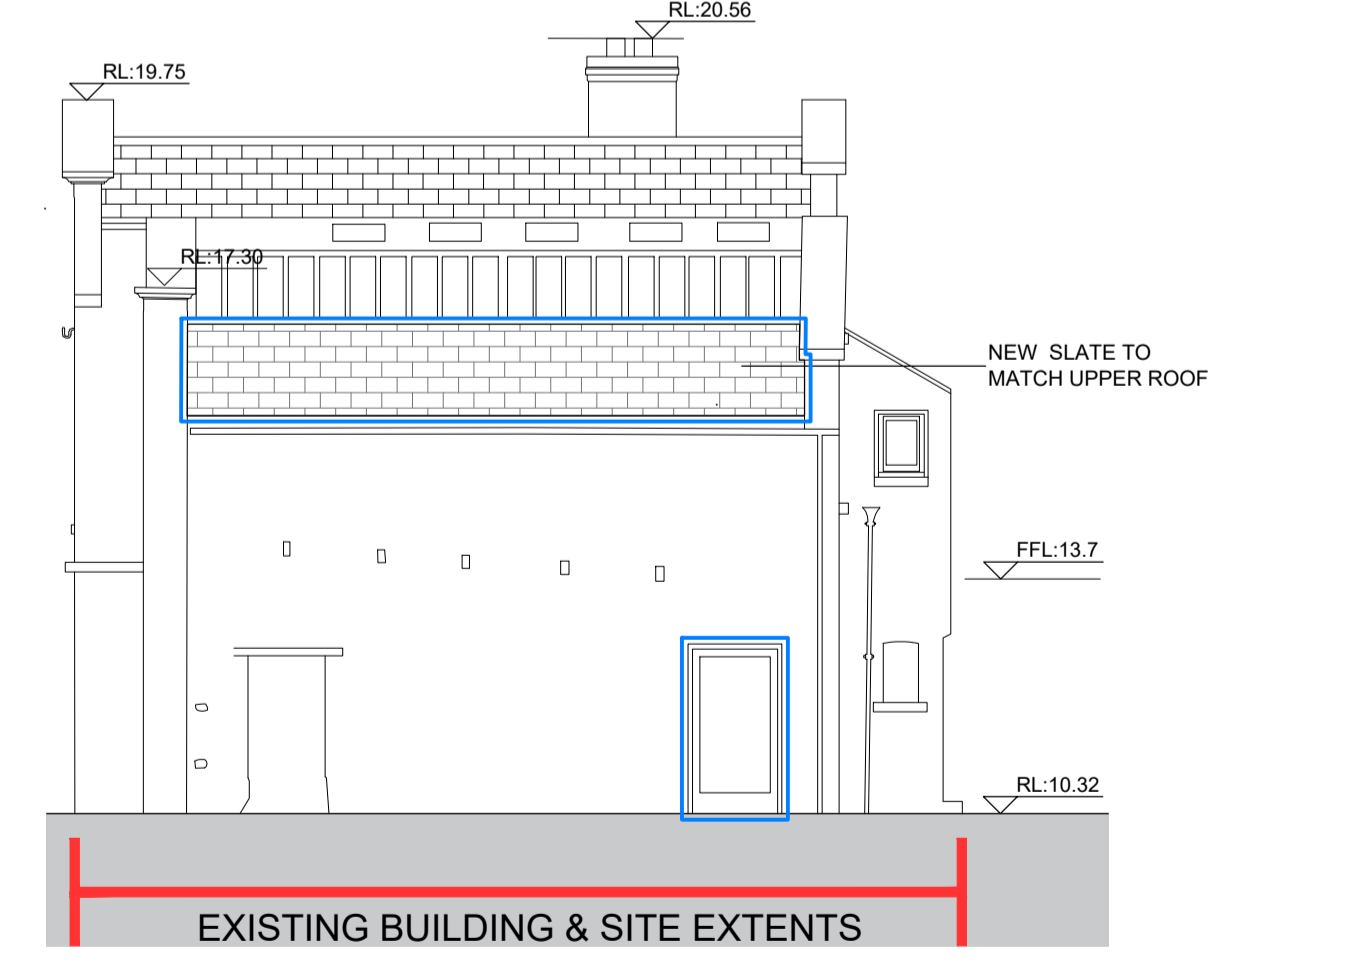 RL:20.56
RL:19.75
RL:17.30
NEW SLATE TO
MATCH UPPER ROOF
FFL:13.7
RL:10.32
EXISTING BUILDING & SITE EXTENTS